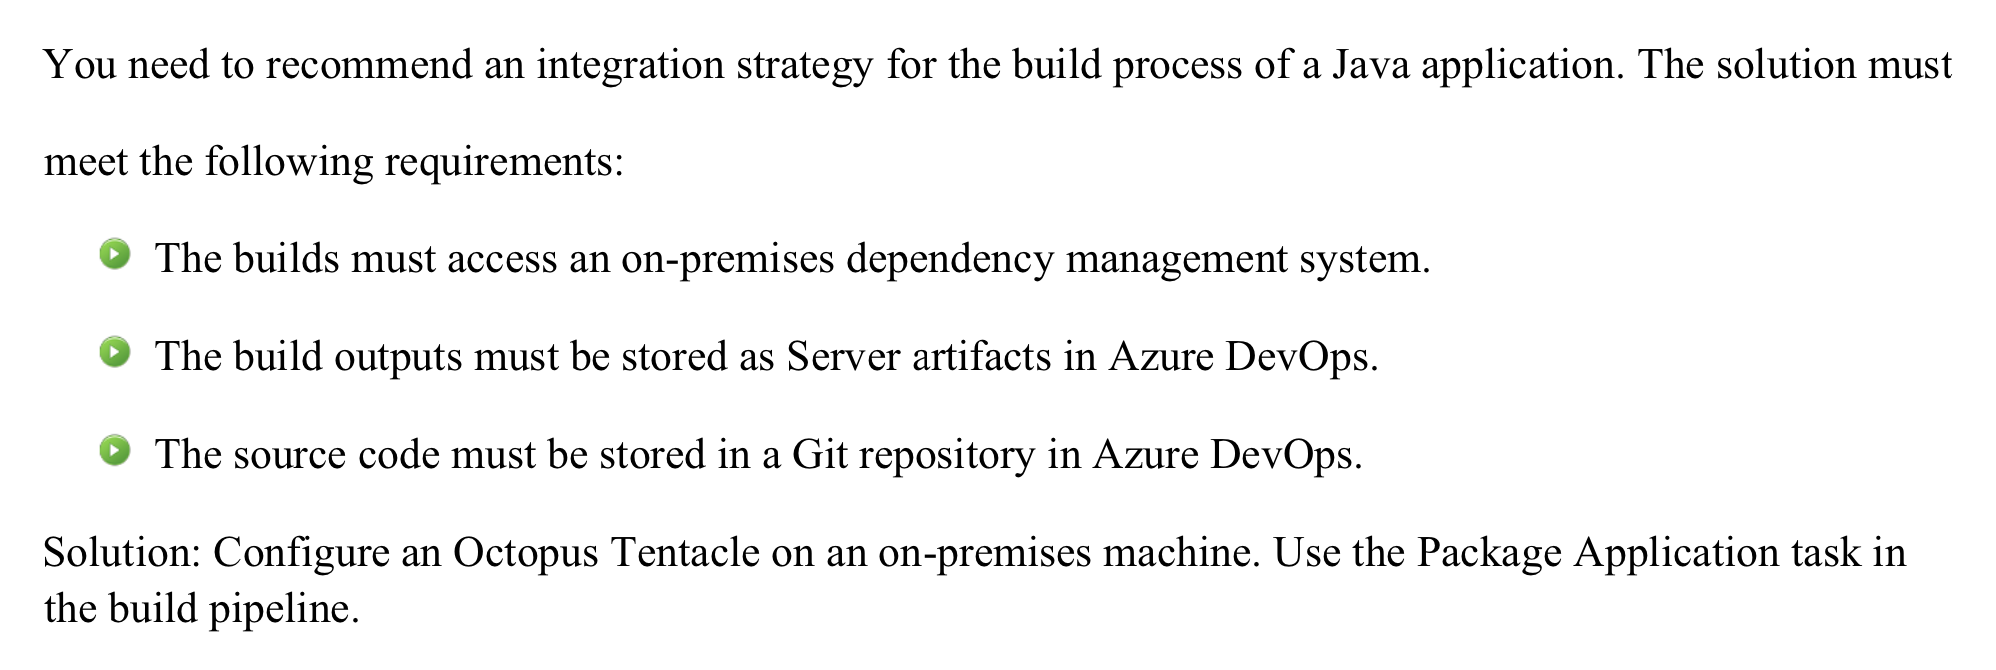 You need to recommend an integration strategy for the build process of a Java application. The solution must
meet the following requirements:
The builds must access an on-premises dependency management system.
The build outputs must be stored as Server artifacts in Azure DevOps.
The source code must be stored in a Git repository in Azure DevOps.
Solution: Configure an Octopus Tentacle on an on-premises machine. Use the Package Application task in
the build pipeline.